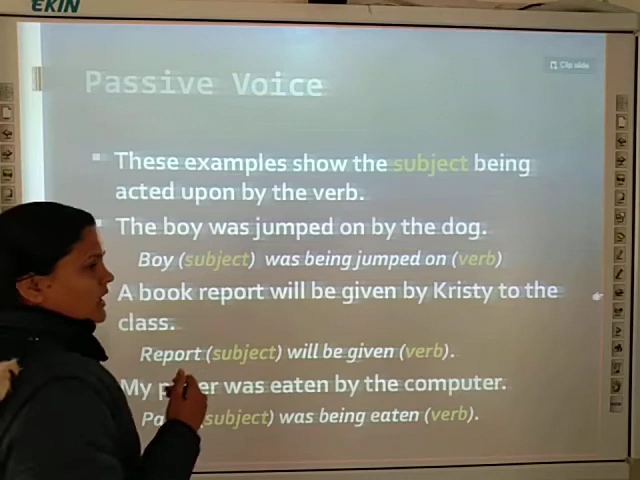 EKIN
Clip slide
Passive Voice
These examples show the subject being
acted upon by the verb.
The boy was jumped on by the dog.
Boy (subject) was being jumped on (verb)
A book report will be given by Kristy to the
class.
Report (subject) will be given (verb).
My was eaten by the computer.
(subject) was being eaten (verb).